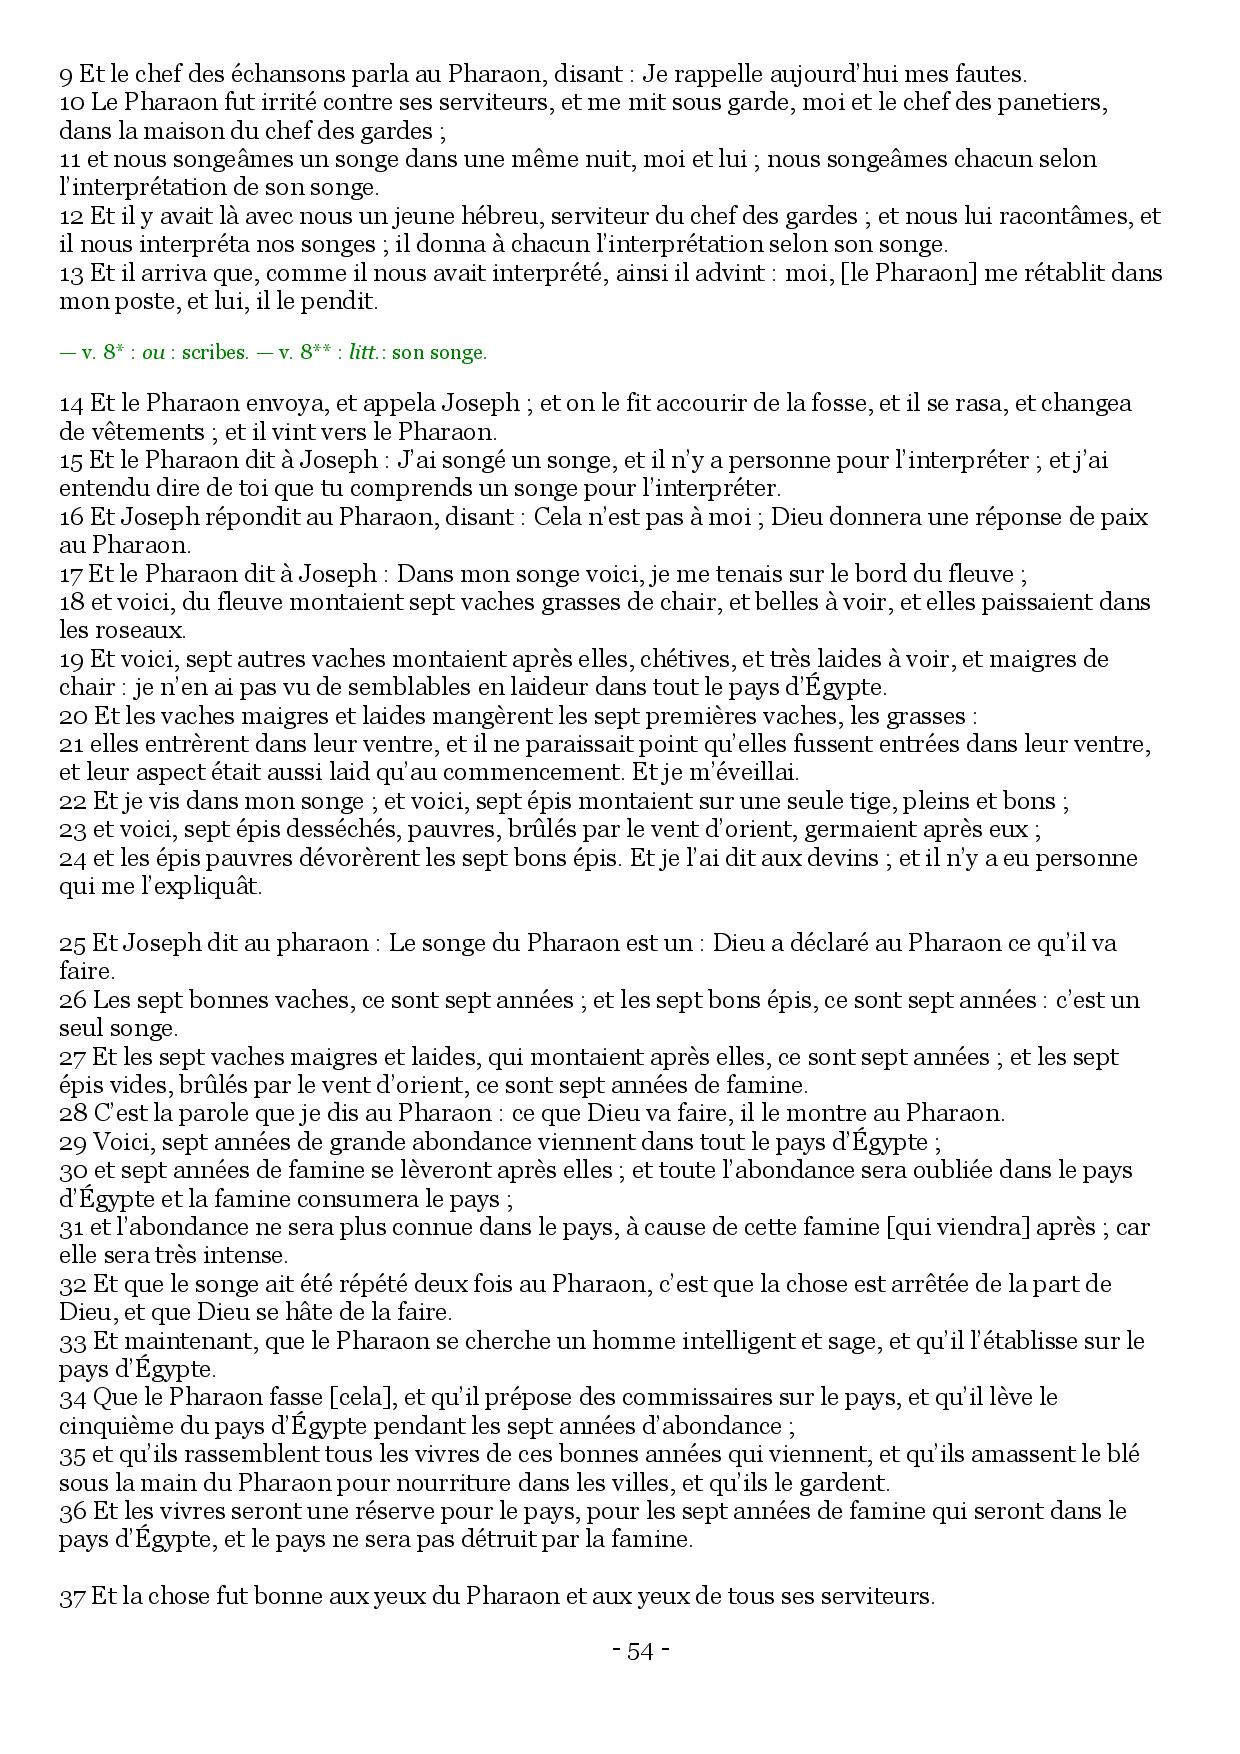 9 Et le chef des échansons parla au Pharaon, disant : Je rappelle aujourd’hui mes fautes.
10 Le Pharaon fut irrité contre ses serviteurs, et me mit sous garde, moi et le chef des panetiers,
dans la maison du chef des gardes ;
11 et nous songeâmes un songe dans une même nuit, moi et lui ; nous songeâmes chacun selon
l’interprétation de son songe.
12 Et il y avait là avec nous un jeune hébreu, serviteur du chef des gardes ; et nous lui racontâmes, et
il nous interpréta nos songes ; il donna à chacun l’interprétation selon son songe.
13 Et il arriva que, comme il nous avait interprété, ainsi il advint : moi, [le Pharaon] me rétablit dans
mon poste, et lui, il le pendit.
— v. 8* : ou : scribes. — v. 8** : litt.: son songe.
14 Et le Pharaon envoya, et appela Joseph ; et on le fit accourir de la fosse, et il se rasa, et changea
de vêtements ; et il vint vers le Pharaon.
15 Et le Pharaon dit à Joseph : J’ai songé un songe, et il n’y a personne pour l’interpréter ; et j’ai
entendu dire de toi que tu comprends un songe pour l’interpréter.
16 Et Joseph répondit au Pharaon, disant : Cela n’est pas à moi ; Dieu donnera une réponse de paix
au Pharaon.
17 Et le Pharaon dit à Joseph : Dans mon songe voici, je me tenais sur le bord du fleuve ;
18 et voici, du fleuve montaient sept vaches grasses de chair, et belles à voir, et elles paissaient dans
les roseaux.
19 Et voici, sept autres vaches montaient après elles, chétives, et très laides à voir, et maigres de
chair : je n’en ai pas vu de semblables en laideur dans tout le pays d’Égypte.
20 Et les vaches maigres et laides mangèrent les sept premières vaches, les grasses :
21 elles entrèrent dans leur ventre, et il ne paraissait point qu’elles fussent entrées dans leur ventre,
et leur aspect était aussi laid qu’au commencement. Et je m’éveillai.
22 Et je vis dans mon songe ; et voici, sept épis montaient sur une seule tige, pleins et bons ;
23 et voici, sept épis desséchés, pauvres, brûlés par le vent d’orient, germaient après eux ;
24 et les épis pauvres dévorèrent les sept bons épis. Et je l’ai dit aux devins ; et il n’y a eu personne
qui me l’expliquât.
25 Et Joseph dit au pharaon : Le songe du Pharaon est un : Dieu a déclaré au Pharaon ce qu’il va
faire.
26 Les sept bonnes vaches, ce sont sept années ; et les sept bons épis, ce sont sept années : c’est un
seul songe.
27 Et les sept vaches maigres et laides, qui montaient après elles, ce sont sept années ; et les sept
épis vides, brûlés par le vent d’orient, ce sont sept années de famine.
28 C’est la parole que je dis au Pharaon : ce que Dieu va faire, il le montre au Pharaon.
29 Voici, sept années de grande abondance viennent dans tout le pays d’Égypte ;
30 et sept années de famine se lèveront après elles ; et toute l’abondance sera oubliée dans le pays
d’Égypte et la famine consumera le pays ;
31 et l’abondance ne sera plus connue dans le pays, à cause de cette famine [qui viendra] après ; car
elle sera très intense.
32 Et que le songe ait été répété deux fois au Pharaon, c’est que la chose est arrêtée de la part de
Dieu, et que Dieu se hâte de la faire.
33 Et maintenant, que le Pharaon se cherche un homme intelligent et sage, et qu’il l’établisse sur le
pays d’Égypte.
34 Que le Pharaon fasse [cela], et qu’il prépose des commissaires sur le pays, et qu’il lève le
cinquième du pays d’Égypte pendant les sept années d’abondance ;
35 et qu’ils rassemblent tous les vivres de ces bonnes années qui viennent, et qu’ils amassent le blé
sous la main du Pharaon pour nourriture dans les villes, et qu’ils le gardent.
36 Et les vivres seront une réserve pour le pays, pour les sept années de famine qui seront dans le
pays d’Égypte, et le pays ne sera pas détruit par la famine.
37 Et la chose fut bonne aux yeux du Pharaon et aux yeux de tous ses serviteurs.
- 54 -